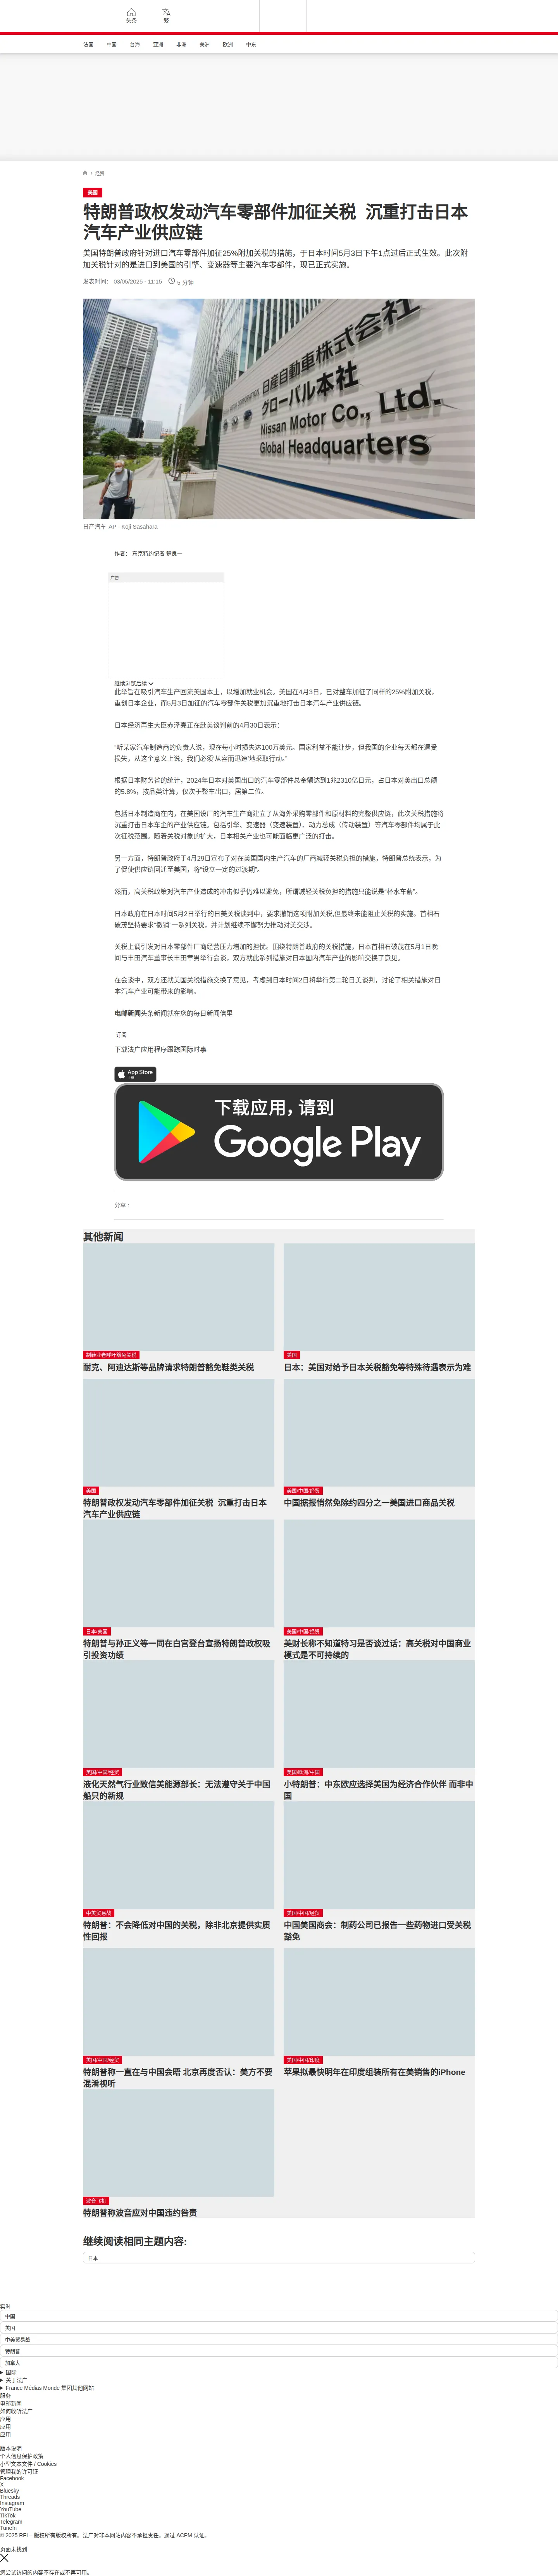 头条
繁
法国
中国
台海
亚洲
非洲
美洲
欧洲
中东
/ 经贸
美国
特朗普政权发动汽车零部件加征关税 沉重打击日本
汽车产业供应链
美国特朗普政府针对进口汽车零部件加征25%附加关税的措施，于日本时间5月3日下午1点过后正式生效。此次附
加关税针对的是进口到美国的引擎、变速器等主要汽车零部件，现已正式实施。
发表时间： 03/05/2025 - 11:15
5 分钟
日産自動車株式会社
グローバル本社
Nissan Motor Co., Ltd.
Global Headquarters
日产汽车 AP - Koji Sasahara
作者： 东京特约记者 楚良一
广告
继续浏览后续
此举旨在吸引汽车生产回流美国本土，以增加就业机会。美国在4月3日，已对整车加征了同样的25%附加关税，
重创日本企业，而5月3日加征的汽车零部件关税更加沉重地打击日本汽车产业供应链。
日本经济再生大臣赤泽亮正在赴美谈判前的4月30日表示：
“听某家汽车制造商的负责人说，现在每小时损失达100万美元。国家利益不能让步，但我国的企业每天都在遭受
损失，从这个意义上说，我们必须‘从容而迅速’地采取行动。”
根据日本财务省的统计，2024年日本对美国出口的汽车零部件总金额达到1兆2310亿日元，占日本对美出口总额
的5.8%，按品类计算，仅次于整车出口，居第二位。
包括日本制造商在内，在美国设厂的汽车生产商建立了从海外采购零部件和原材料的完整供应链，此次关税措施将
沉重打击日本车企的产业供应链。包括引擎、变速器（变速装置）、动力总成（传动装置）等汽车零部件均属于此
次征税范围。随着关税对象的扩大，日本相关产业也可能面临更广泛的打击。
另一方面，特朗普政府于4月29日宣布了对在美国国内生产汽车的厂商减轻关税负担的措施，特朗普总统表示，为
了促使供应链回迁至美国，将“设立一定的过渡期”。
然而，高关税政策对汽车产业造成的冲击似乎仍难以避免，所谓减轻关税负担的措施只能说是“杯水车薪”。
日本政府在日本时间5月2日举行的日美关税谈判中，要求撤销这项附加关税,但最终未能阻止关税的实施。首相石
破茂坚持要求“撤销”一系列关税，并计划继续不懈努力推动对美交涉。
关税上调引发对日本零部件厂商经营压力增加的担忧。围绕特朗普政府的关税措施，日本首相石破茂在5月1日晚
间与丰田汽车董事长丰田章男举行会谈，双方就此系列措施对日本国内汽车产业的影响交换了意见。
在会谈中，双方还就美国关税措施交换了意见，考虑到日本时间2日将举行第二轮日美谈判，讨论了相关措施对日
本汽车产业可能带来的影响。
电邮新闻头条新闻就在您的每日新闻信里
订阅
下载法广应用程序跟踪国际时事
App Store
下载
下载应用，请到
Google Play
分享 :
其他新闻
制鞋业者呼吁豁免关税
耐克、阿迪达斯等品牌请求特朗普豁免鞋类关税
美国
日本：美国对给予日本关税豁免等特殊待遇表示为难
美国
特朗普政权发动汽车零部件加征关税 沉重打击日本
汽车产业供应链
美国/中国/经贸
中国据报悄然免除约四分之一美国进口商品关税
日本/美国
特朗普与孙正义等一同在白宫登台宣扬特朗普政权吸
引投资功绩
美国/中国/经贸
美财长称不知道特习是否谈过话：高关税对中国商业
模式是不可持续的
美国/中国/经贸
液化天然气行业致信美能源部长：无法遵守关于中国
船只的新规
美国/欧洲/中国
小特朗普：中东欧应选择美国为经济合作伙伴 而非中
国
中美贸易战
特朗普：不会降低对中国的关税，除非北京提供实质
性回报
美国/中国/经贸
中国美国商会：制药公司已报告一些药物进口受关税
豁免
美国/中国/经贸
特朗普称一直在与中国会晤 北京再度否认：美方不要
混淆视听
美国/中国/印度
苹果拟最快明年在印度组装所有在美销售的iPhone
波音飞机
特朗普称波音应对中国违约咎责
继续阅读相同主题内容:
日本
实时
中国
美国
中美贸易战
特朗普
加拿大
国际
关于法广
France Médias Monde 集团其他网站
服务
电邮新闻
如何收听法广
应用
应用
应用
版本说明
个人信息保护政策
小型文本文件 / Cookies
管理我的许可证
Facebook
X
Bluesky
Threads
Instagram
YouTube
TikTok
Telegram
TuneIn
© 2025 RFI – 版权所有版权所有。法广对非本网站内容不承担责任。通过 ACPM 认证。
页面未找到
您尝试访问的内容不存在或不再可用。